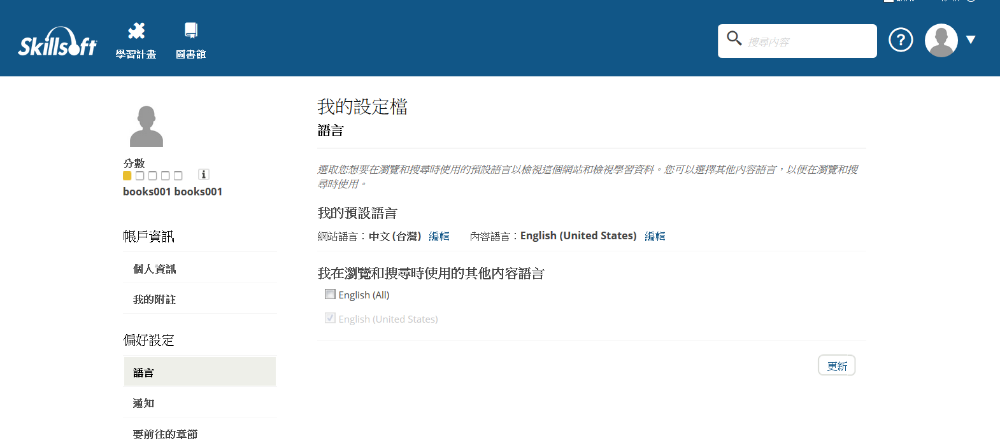 Skillsoft
學習計畫
圖書館
搜尋內容
?
我的設定檔
語言
選取您想要在瀏覽和搜尋時使用的預設語言以檢視這個網站和檢視學習資料。您可以選擇其他內容語言，以便在瀏覽和搜
尋時使用。
我的預設語言
網站語言：中文 (台灣) 編輯 內容語言：English (United States) 編輯
我在瀏覽和搜尋時使用的其他內容語言
English (All)
English (United States)
更新
分數
i
books001 books001
帳戶資訊
個人資訊
我的附註
偏好設定
語言
通知
要前往的章節